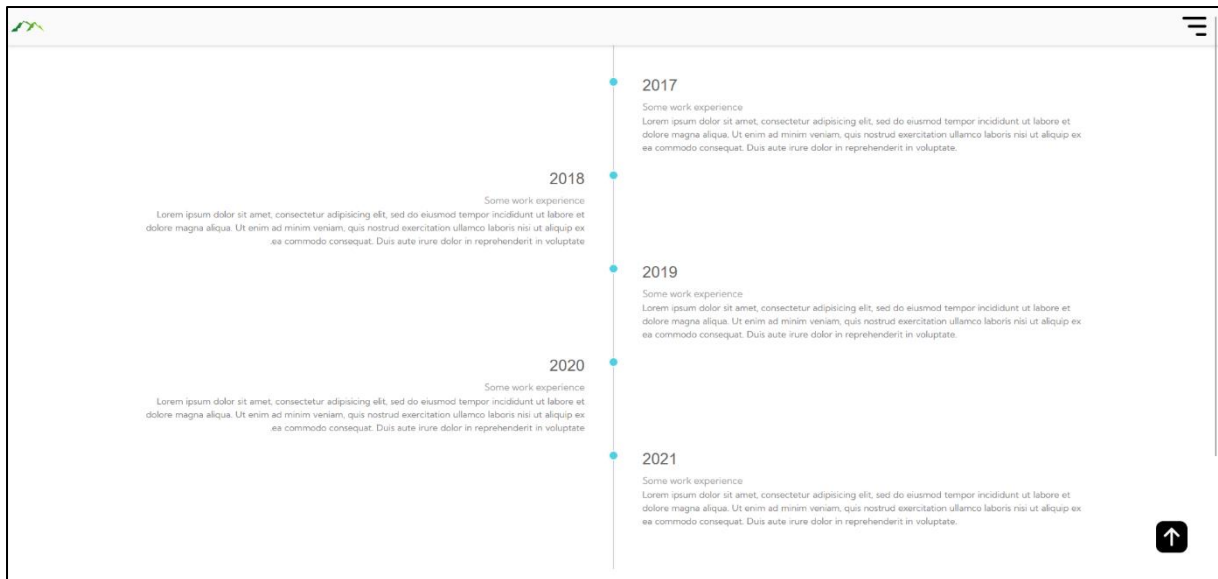 2017
Some work experience
Lorem ipsum dolor sit amet, consectetur adipisicing elit, sed do eiusmod tempor incididunt ut labore et
dolore magna aliqua. Ut enim ad minim veniam, quis nostrud exercitation ullamco laboris nisi ut aliquip ex
ea commodo consequat. Duis aute irure dolor in reprehenderit in voluptate.
2018
Some work experience
Lorem ipsum dolor sit amet, consectetur adipisicing elit, sed do eiusmod tempor incididunt ut labore et
dolore magna aliqua. Ut enim ad minim veniam, quis nostrud exercitation ullamco laboris nisi ut aliquip ex
.ea commodo consequat. Duis aute irure dolor in reprehenderit in voluptate
2019
Some work experience
Lorem ipsum dolor sit amet, consectetur adipisicing elit, sed do eiusmod tempor incididunt ut labore et
dolore magna aliqua. Ut enim ad minim veniam, quis nostrud exercitation ullamco laboris nisi ut aliquip ex
ea commodo consequat. Duis aute irure dolor in reprehenderit in voluptate.
2020
Some work experience
Lorem ipsum dolor sit amet, consectetur adipisicing elit, sed do eiusmod tempor incididunt ut labore et
dolore magna aliqua. Ut enim ad minim veniam, quis nostrud exercitation ullamco laboris nisi ut aliquip ex
.ea commodo consequat. Duis aute irure dolor in reprehenderit in voluptate
2021
Some work experience
Lorem ipsum dolor sit amet, consectetur adipisicing elit, sed do eiusmod tempor incididunt ut labore et
dolore magna aliqua. Ut enim ad minim veniam, quis nostrud exercitation ullamco laboris nisi ut aliquip ex
ea commodo consequat. Duis aute irure dolor in reprehenderit in voluptate.